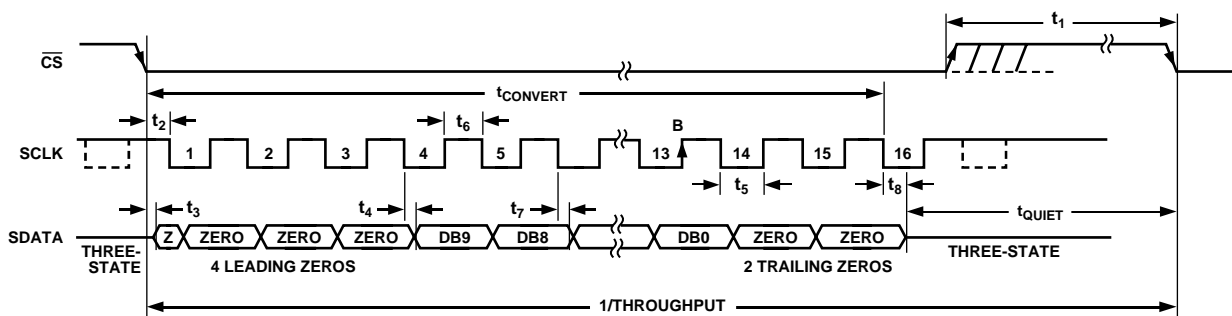 t1
CS
tCONVERT
t2
t6
B
SCLK
1
2
3
4
5
13
14
15
16
t5
t8
t3
t4
t7
tQUIET
SDATA
Z
ZERO
ZERO
ZERO
DB9
DB8
DB0
ZERO
ZERO
THREE-
STATE
4 LEADING ZEROS
2 TRAILING ZEROS
THREE-STATE
1/THROUGHPUT